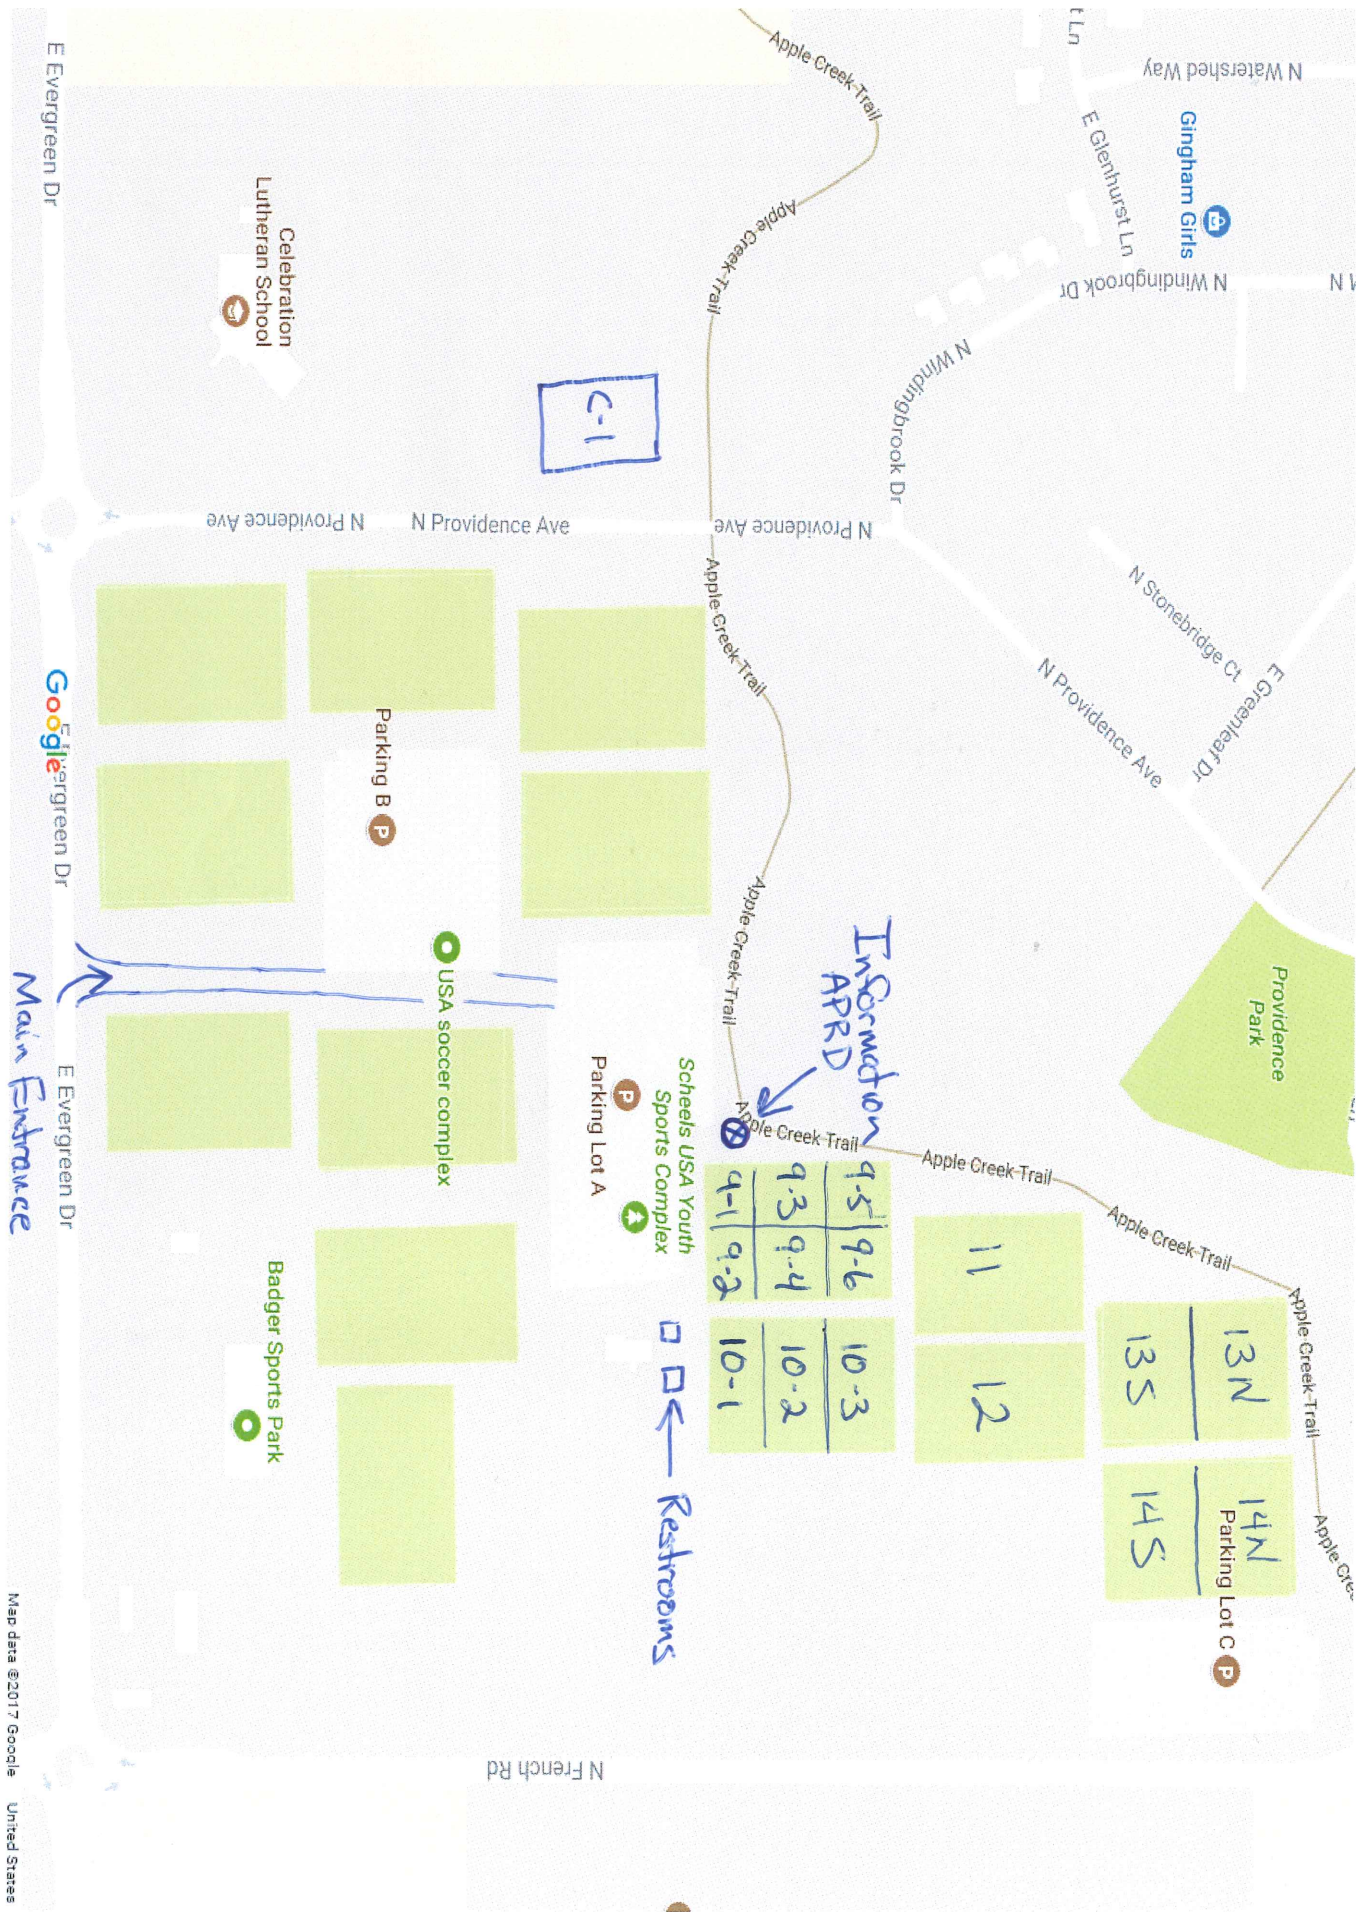 Apple Creek Trail
t Ln
N Watershed Way
E Glenhurst Ln
Gingham Girls
N Windingbrook Dr
N Windingbrook Dr
Apple Creek Trail
E Evergreen Dr
Celebration
Lutheran School
C-1
N Providence Ave
N Providence Ave
N Providence Ave
Apple Creek Trail
N Stonebridge Ct
E Greenleaf Dr
N Providence Ave
Providence
Park
Google
E Evergreen Dr
Parking B
P
Apple Creek Trail
Information
APRD
Main Entrance
USA soccer complex
Scheels USA Youth
Sports Complex
Parking Lot A
P
Apple Creek Trail
Apple Creek Trail
Apple Creek Trail
Apple Creek Trail
E Evergreen Dr
9-5 9-6
9-3 9-4
9-1 9-2
10-3
10-2
10-1
11
12
13N
13S
14N
14S
Parking Lot C
P
Restrooms
Badger Sports Park
Apple Cree
N French Rd
Map data ©2017 Google United States